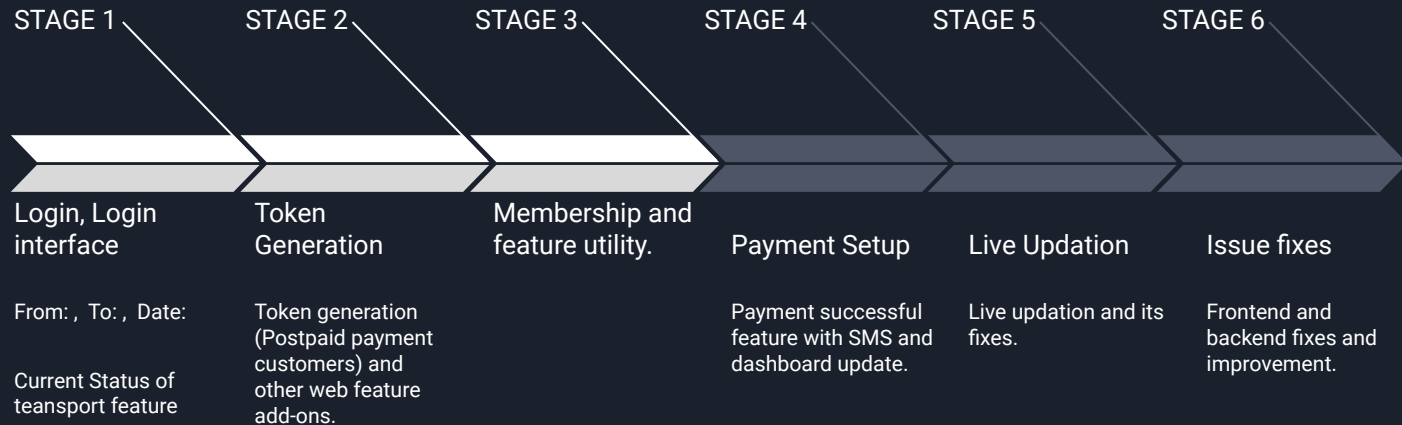 STAGE 1
STAGE 2
STAGE 3
STAGE 4
STAGE 5
STAGE 6
Login, Login
interface
From: ,  To: ,  Date:
Current Status of
teansport feature
Token
Generation
Token generation
(Postpaid payment
customers) and
other web feature
add-ons.
Membership and
feature utility.
Payment Setup
Payment successful
feature with SMS and
dashboard update.
Live Updation
Live updation and its
fixes.
Issue fixes
Frontend and
backend fixes and
improvement.